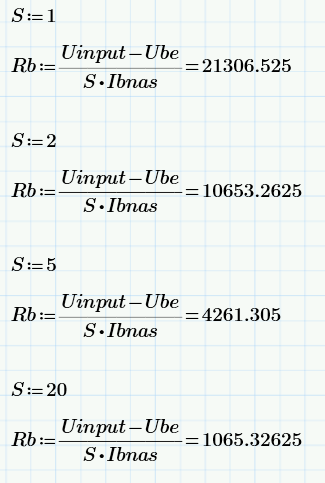 S:=1
Rb:=(Uinput−Ube)/(S•Ibnas)=21306.525
S:=2
Rb:=(Uinput−Ube)/(S•Ibnas)=10653.2625
S:=5
Rb:=(Uinput−Ube)/(S•Ibnas)=4261.305
S:=20
Rb:=(Uinput−Ube)/(S•Ibnas)=1065.32625